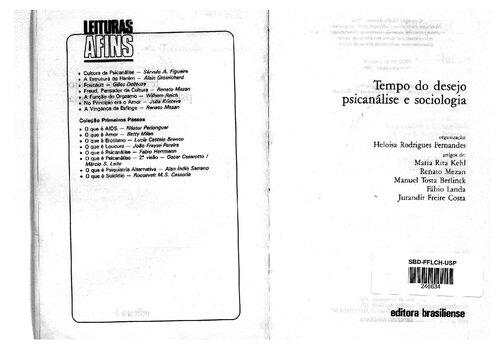 LEITURAS
AFINS
• Cultura da Psicanálise — Sérvulo A. Figueira
• A Estrutura do Harém — Alain Grosrichard
• Foucault — Gilles Deleuze
• Freud, Pensador da Cultura — Renato Mezan
• A Função do Orgasmo — Wilhelm Reich
• No Princípio era o Amor — Julia Kristeva
• A Vingança da Esfinge — Renato Mezan
Coleção Primeiros Passos
• O que é AIDS — Néstor Perlongher
• O que é Amor — Betty Milan
• O que é Erotismo — Lucia Castello Branco
• O que é Loucura — João Frayze-Pereira
• O que é Psicanálise — Fabio Herrmann
• O que é Psicanálise — 2ª visão — Oscar Cesarotto /
Márcio S. Leite
• O que é Psiquiatria Alternativa — Alan Índio Serrano
• O que é Suicídio — Roosevelt M.S. Cassorla
Tempo do desejo
psicanálise e sociologia
organização:
Heloísa Rodrigues Fernandes
artigos de:
Maria Rita Kehl
Renato Mezan
Manuel Tosta Berlinck
Fábio Landa
Jurandir Freire Costa
SBD-FFLCH-USP
246634
editora brasiliense